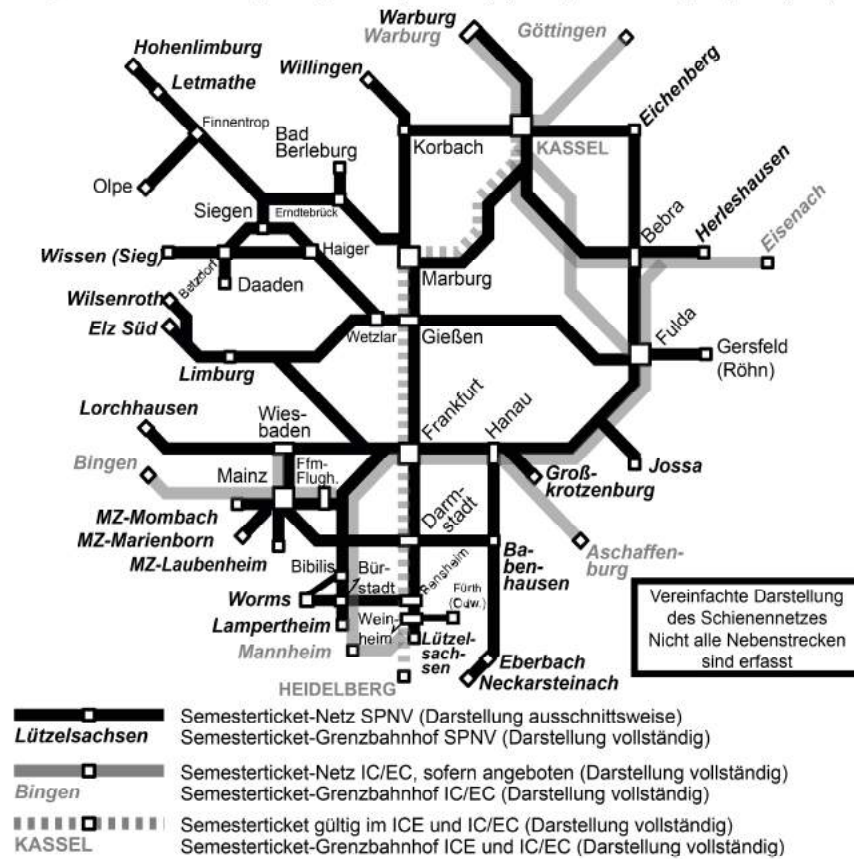 Warburg
Warburg
Göttingen
Hohenlimburg
Letmathe
Willingen
Eichenberg
Finnentrop
Bad
Berleburg
Korbach
KASSEL
Olpe
Siegen
Erndtebrück
Bebra
Herleshausen
Eisenach
Wissen (Sieg)
Haiger
Marburg
Betzdorf
Daaden
Wilsenroth
Elz Süd
Wetzlar
Gießen
Fulda
Gersfeld
(Röhn)
Limburg
Lorchhausen
Wies-
baden
Frankfurt
Hanau
Bingen
Mainz
Ffm-
Flugh.
Groß-
krotzenburg
Jossa
MZ-Mombach
MZ-Marienborn
MZ-Laubenheim
Darm-
stadt
Ba-
ben-
hausen
Aschaffen-
burg
Bibilis
Bür-
stadt
Bensheim
Fürth
(Odw.)
Worms
Lampertheim
Wein-
heim
Lützel-
sach-
sen
Mannheim
Eberbach
Neckarsteinach
HEIDELBERG
Vereinfachte Darstellung
des Schienennetzes
Nicht alle Nebenstrecken
sind erfasst
Semesterticket-Netz SPNV (Darstellung ausschnittsweise)
Lützelsachsen Semesterticket-Grenzbahnhof SPNV (Darstellung vollständig)
Semesterticket-Netz IC/EC, sofern angeboten (Darstellung vollständig)
Bingen Semesterticket-Grenzbahnhof IC/EC (Darstellung vollständig)
Semesterticket gültig im ICE und IC/EC (Darstellung vollständig)
KASSEL Semesterticket-Grenzbahnhof ICE und IC/EC (Darstellung vollständig)